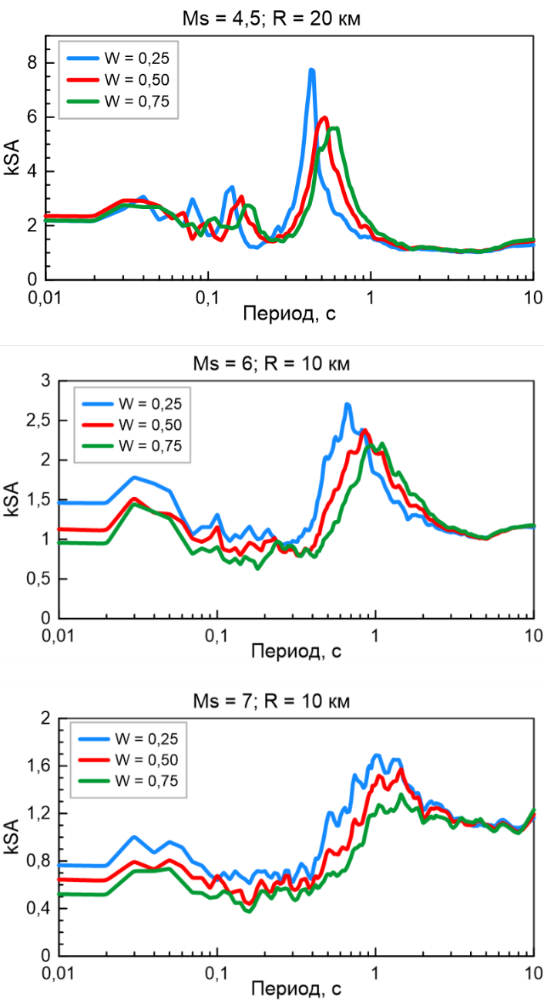 Ms = 4,5; R = 20 км
W = 0,25
W = 0,50
W = 0,75
kSA
8
6
4
2
0
0,01 0,1 1 10
Период, с
Ms = 6; R = 10 км
W = 0,25
W = 0,50
W = 0,75
kSA
3
2,5
2
1,5
1
0,5
0
0,01 0,1 1 10
Период, с
Ms = 7; R = 10 км
W = 0,25
W = 0,50
W = 0,75
kSA
2
1,6
1,2
0,8
0,4
0
0,01 0,1 1 10
Период, с